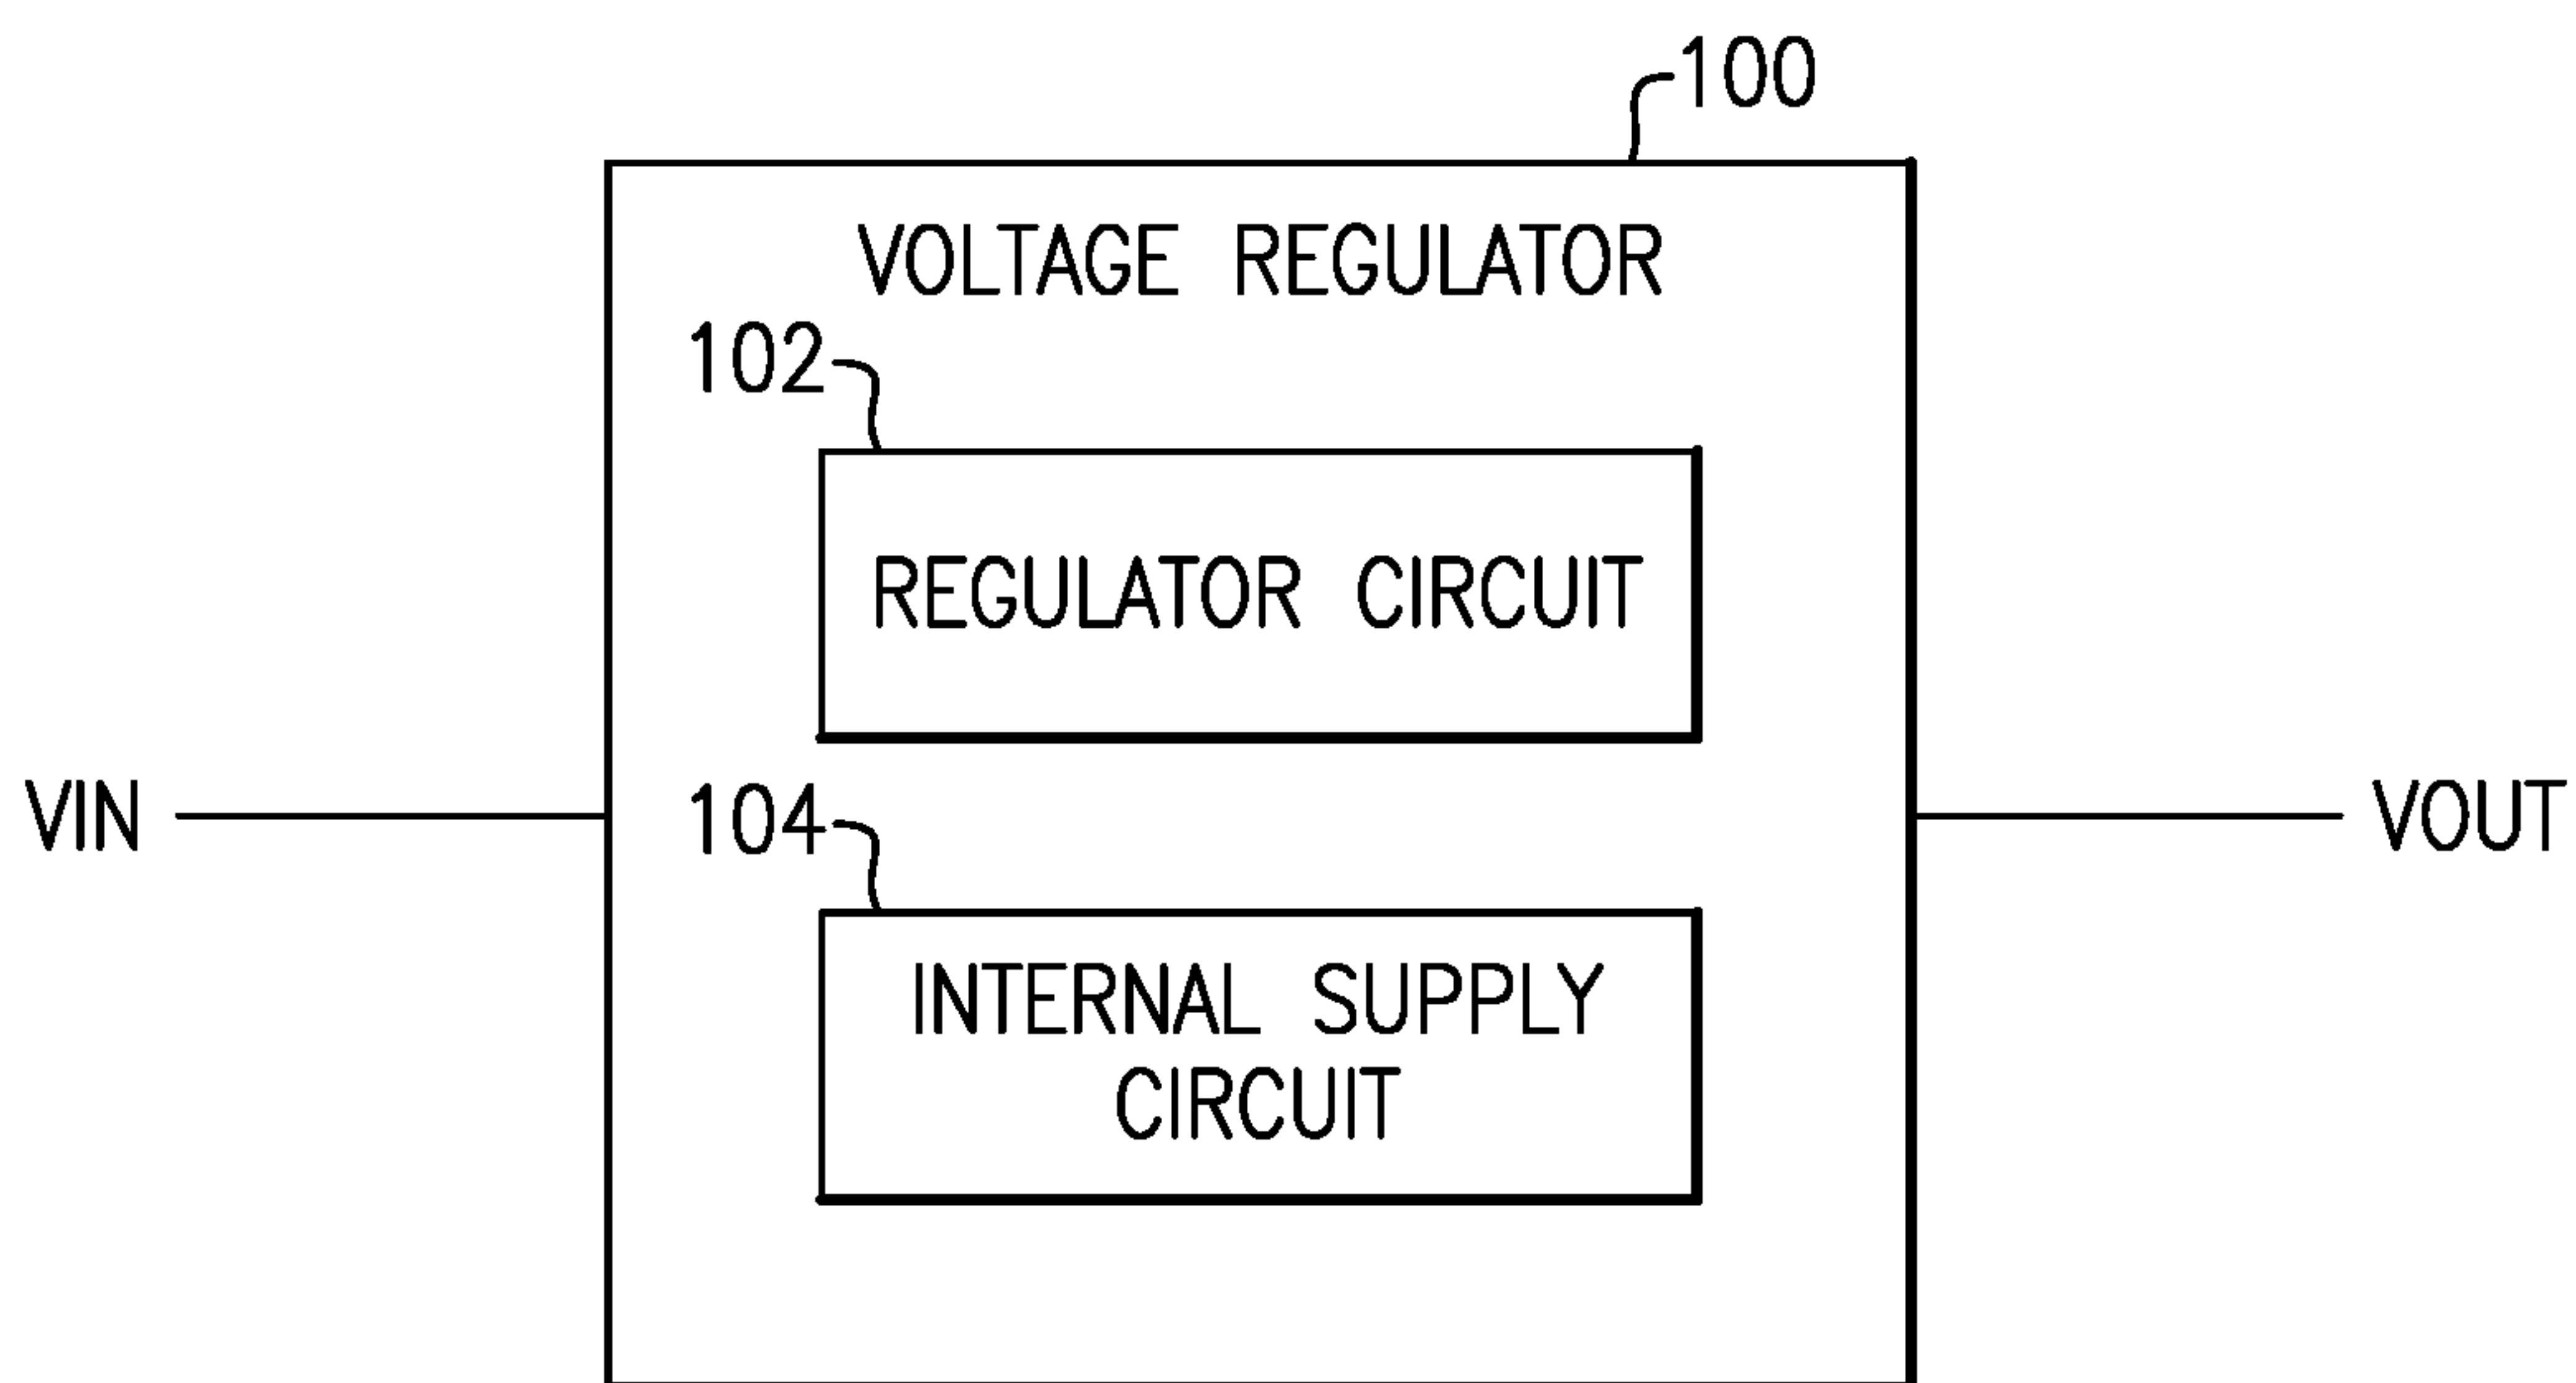 100
VOLTAGE REGULATOR
102
REGULATOR CIRCUIT
VIN
104
VOUT
INTERNAL SUPPLY
CIRCUIT